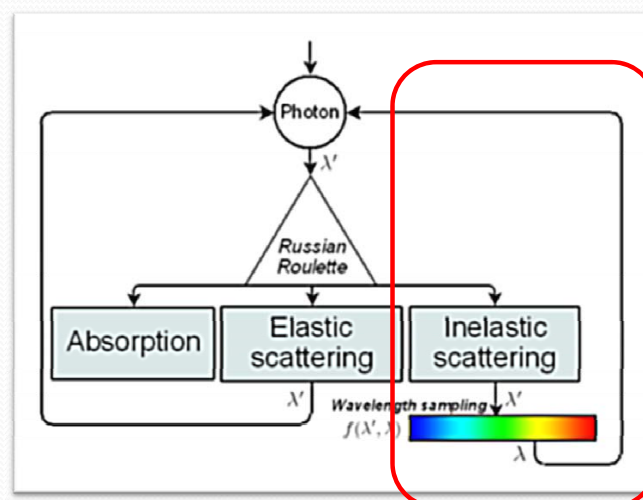 Photon
λ'
Russian
Roulette
Absorption
Elastic
scattering
Inelastic
scattering
λ'
Wavelength sampling
λ'
f(λ', λ)
λ